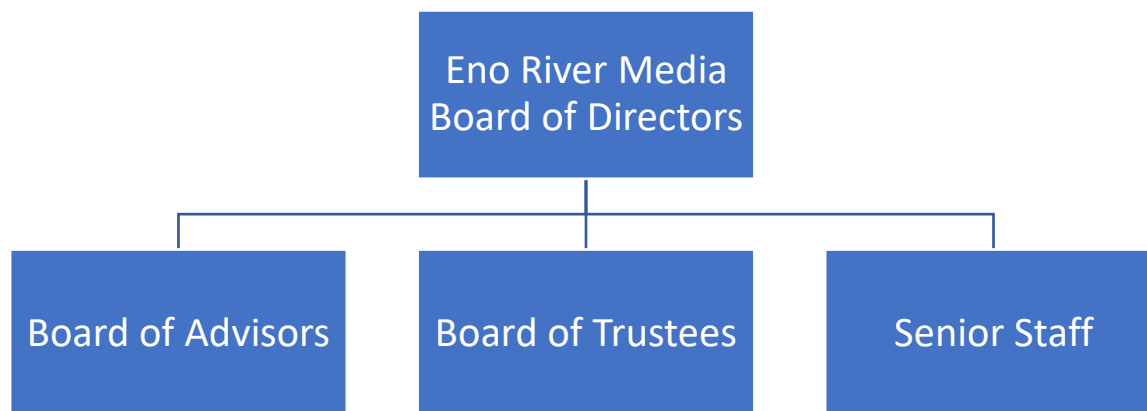 Eno River Media
Board of Directors
Board of Advisors
Board of Trustees
Senior Staff